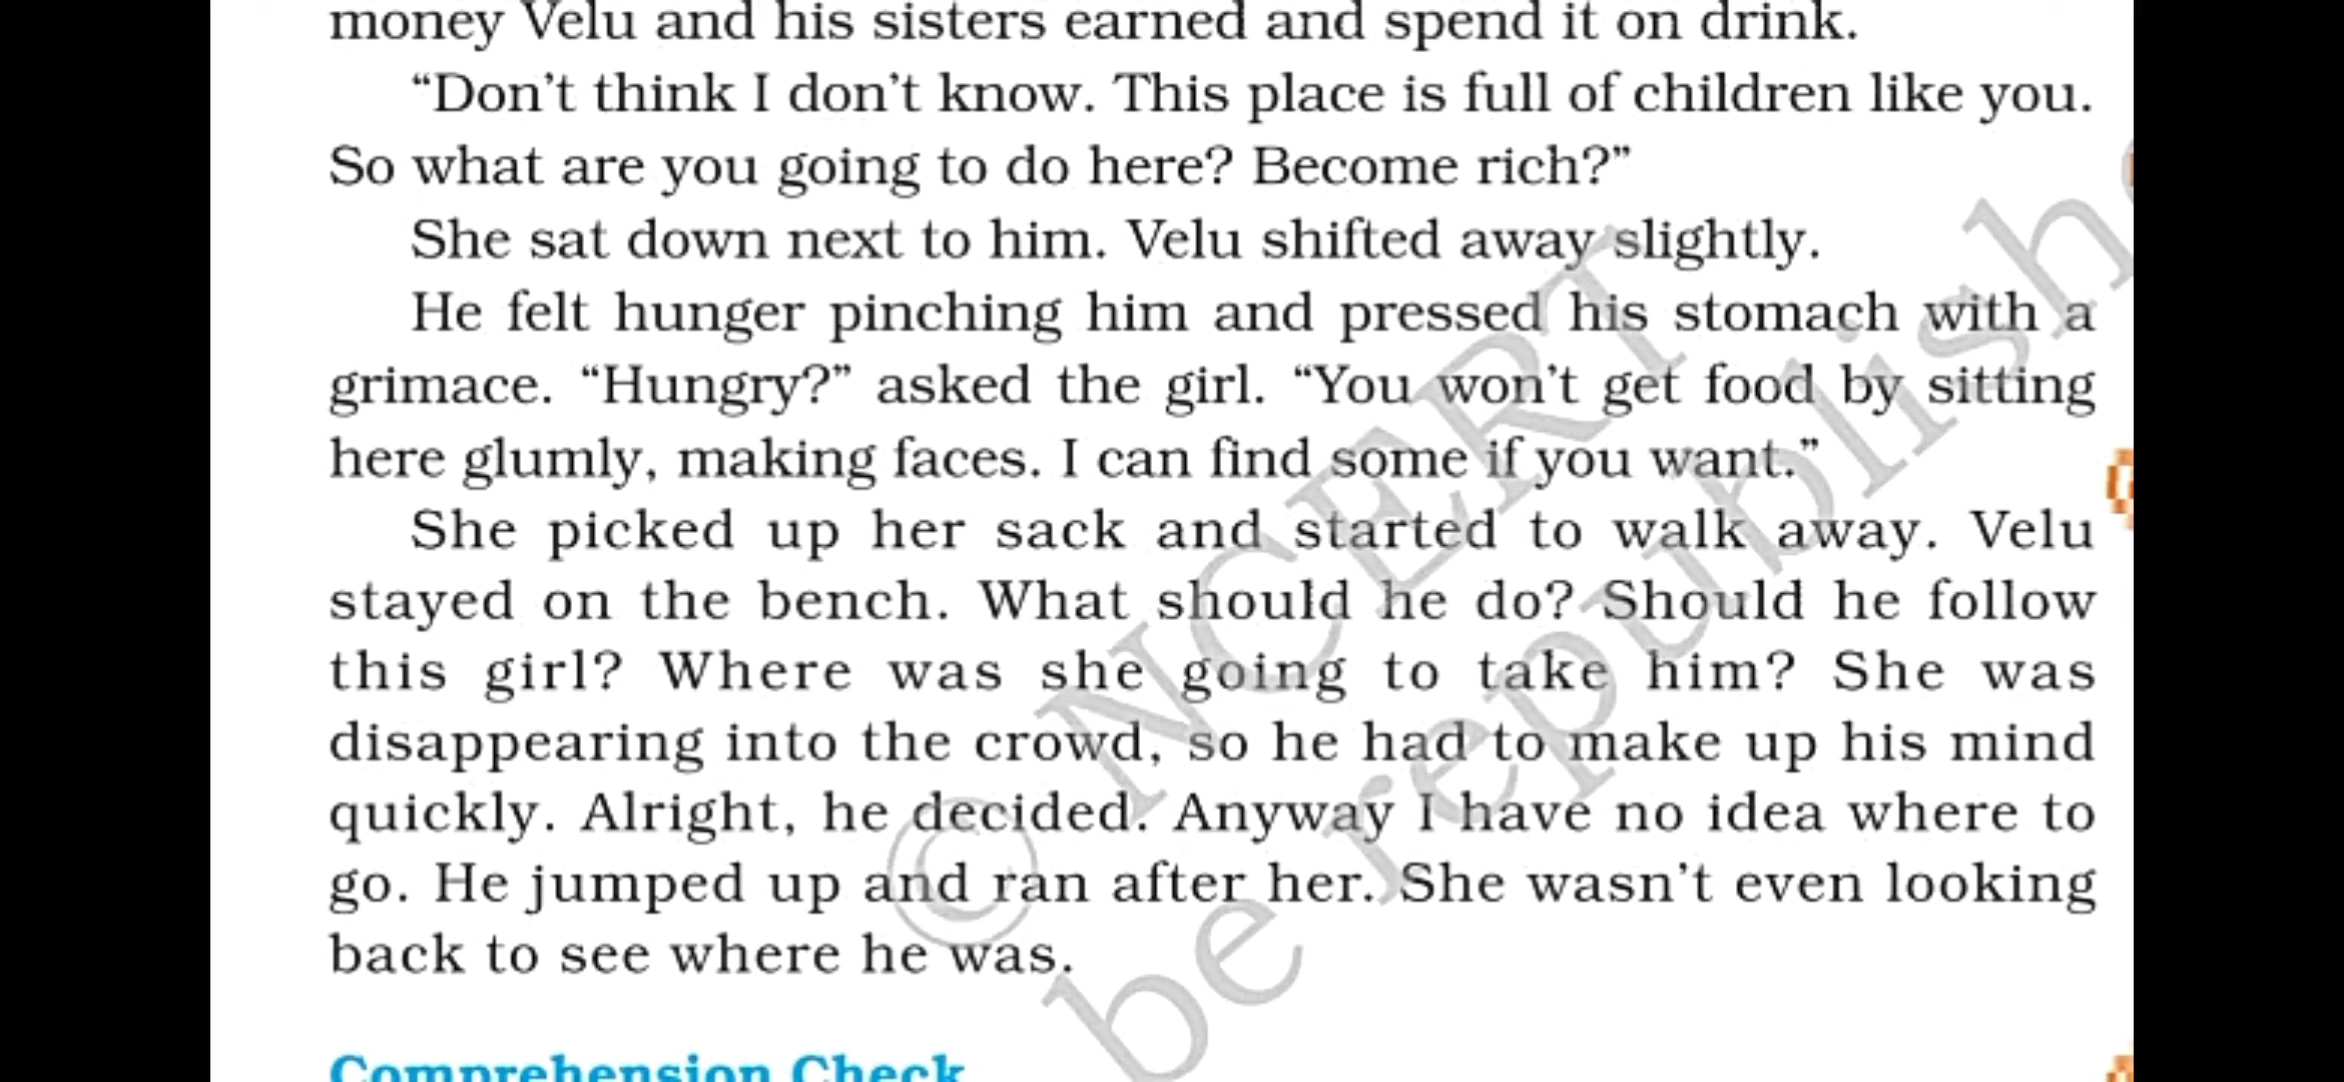 money Velu and his sisters earned and spend it on drink.
“Don’t think I don’t know. This place is full of children like you.
So what are you going to do here? Become rich?”
She sat down next to him. Velu shifted away slightly.
He felt hunger pinching him and pressed his stomach with a
grimace. “Hungry?” asked the girl. “You won’t get food by sitting
here glumly, making faces. I can find some if you want.”
She picked up her sack and started to walk away. Velu
stayed on the bench. What should he do? Should he follow
this girl? Where was she going to take him? She was
disappearing into the crowd, so he had to make up his mind
quickly. Alright, he decided. Anyway I have no idea where to
go. He jumped up and ran after her. She wasn’t even looking
back to see where he was.
Comprehension Check
© NCERT
be republishe